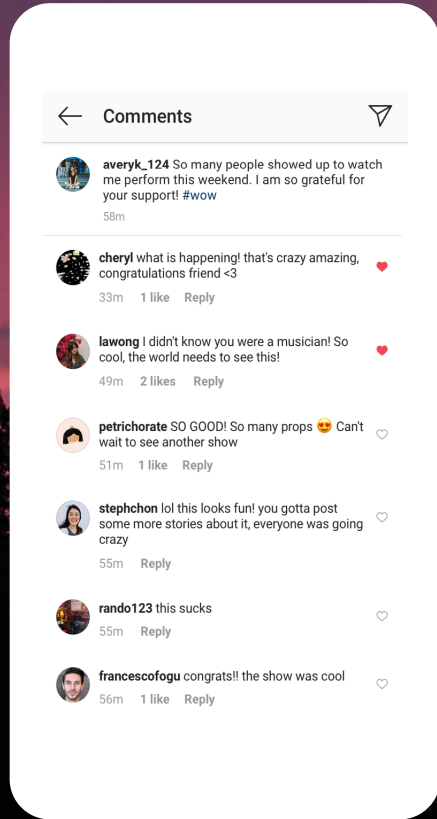 Comments
averyk_124 So many people showed up to watch
me perform this weekend. I am so grateful for
your support! #wow
58m
cheryl what is happening! that's crazy amazing,
congratulations friend <3
33m 1 like Reply
lawong I didn't know you were a musician! So
cool, the world needs to see this!
49m 2 likes Reply
petrichorate SO GOOD! So many props 😍 Can't
wait to see another show
51m 1 like Reply
stephchon lol this looks fun! you gotta post
some more stories about it, everyone was going
crazy
55m Reply
rando123 this sucks
55m Reply
francescofogu congrats!! the show was cool
56m 1 like Reply